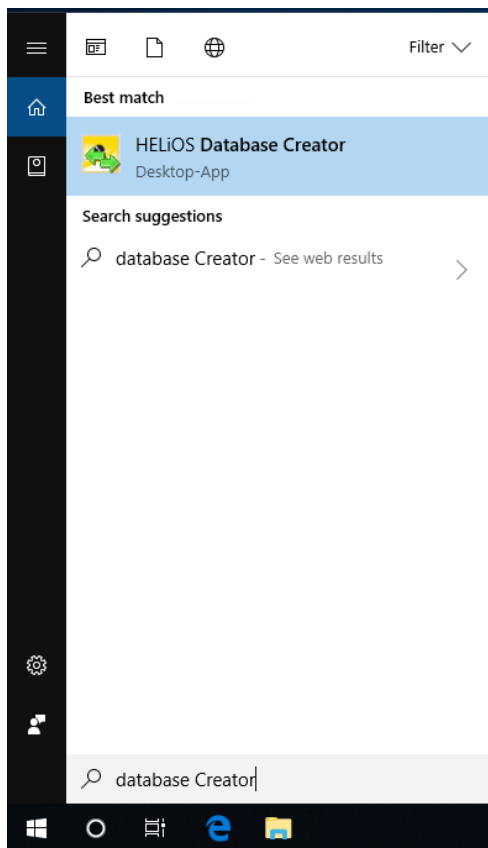 Filter
Best match
HELiOS Database Creator
Desktop-App
Search suggestions
database Creator - See web results
database Creator